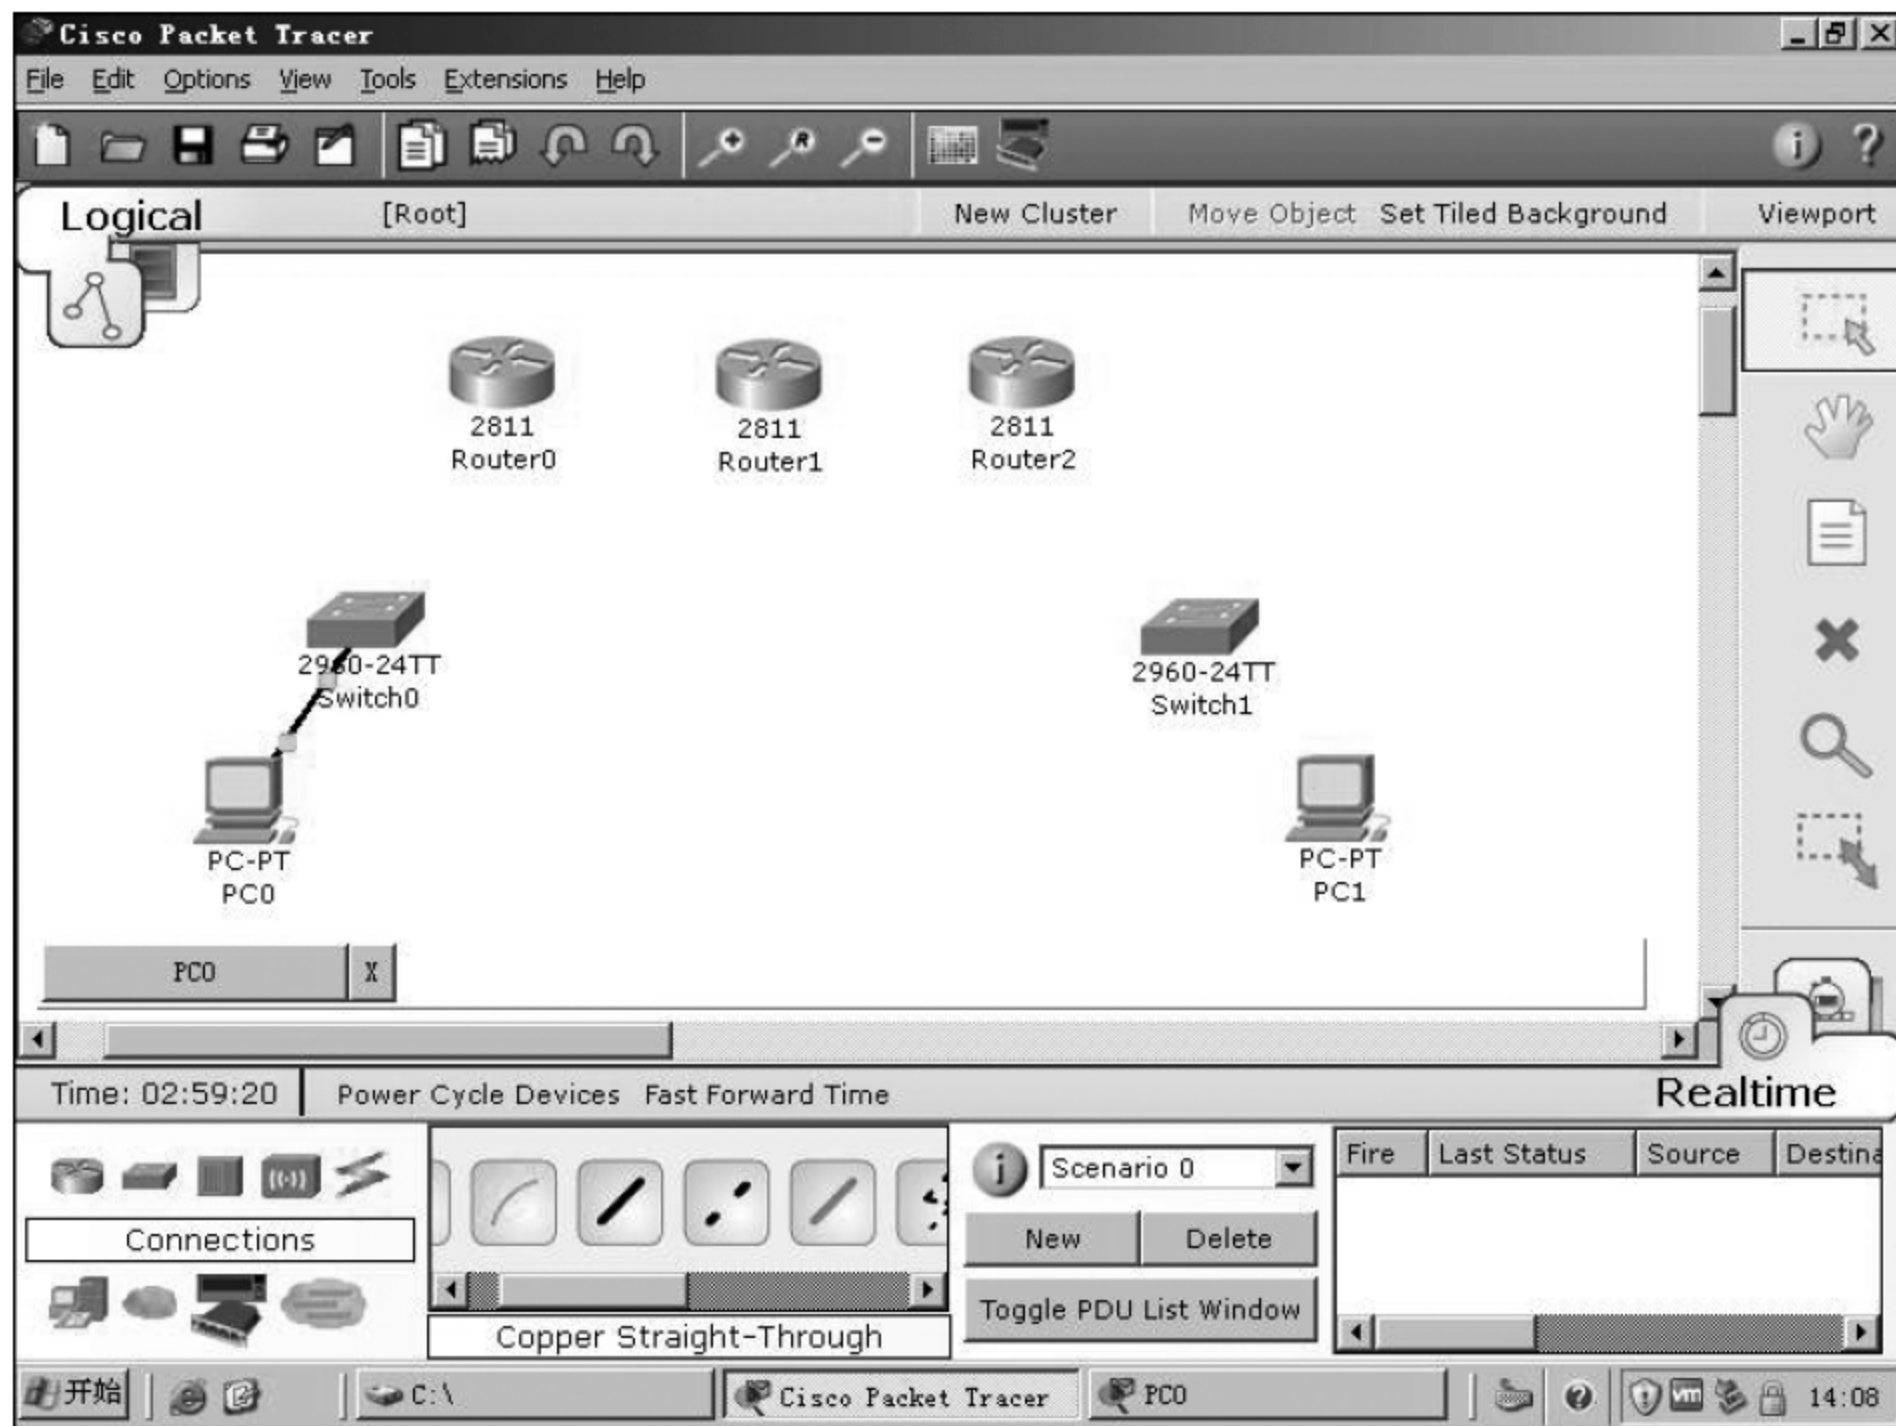 Cisco Packet Tracer
File Edit Options View Tools Extensions Help
Logical [Root] New Cluster Move Object Set Tiled Background Viewport
2811
Router0
2811
Router1
2811
Router2
2960-24TT
Switch0
2960-24TT
Switch1
PC-PT
PC0
PC-PT
PC1
PC0 X
Time: 02:59:20 Power Cycle Devices Fast Forward Time Realtime
Connections
Copper Straight-Through
Scenario 0
New Delete
Toggle PDU List Window
Fire Last Status Source Destina
开始 C:\ Cisco Packet Tracer PC0 14:08